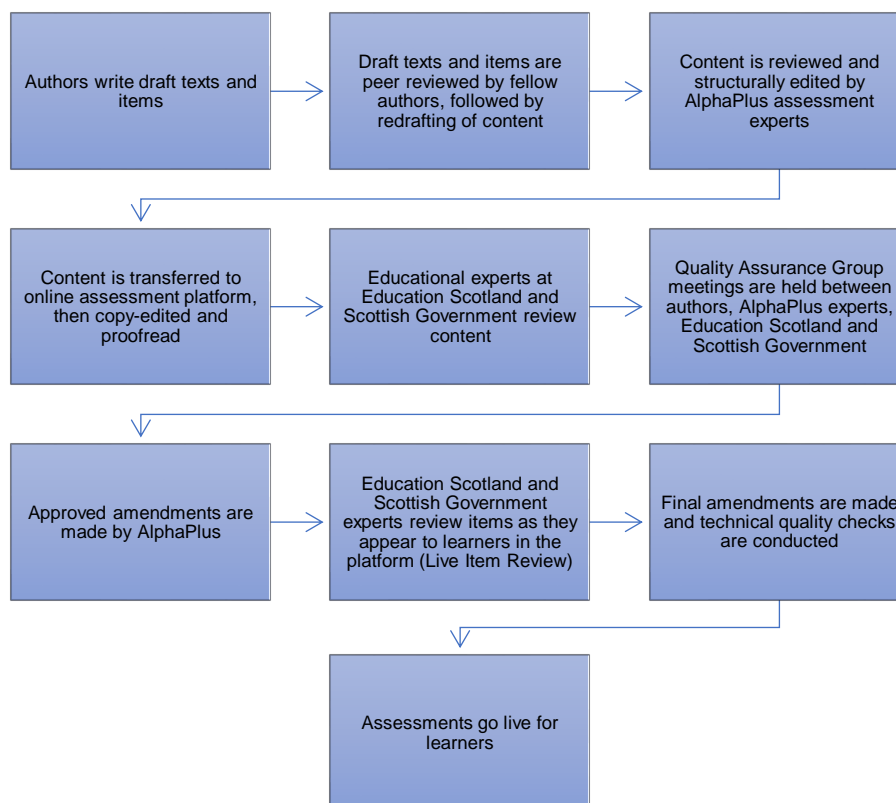 Authors write draft texts and
items
Draft texts and items are
peer reviewed by fellow
authors, followed by
redrafting of content
Content is reviewed and
structurally edited by
AlphaPlus assessment
experts
Content is transferred to
online assessment platform,
then copy-edited and
proofread
Educational experts at
Education Scotland and
Scottish Government review
content
Quality Assurance Group
meetings are held between
authors, AlphaPlus experts,
Education Scotland and
Scottish Government
Approved amendments are
made by AlphaPlus
Education Scotland and
Scottish Government
experts review items as they
appear to learners in the
platform (Live Item Review)
Final amendments are made
and technical quality checks
are conducted
Assessments go live for
learners